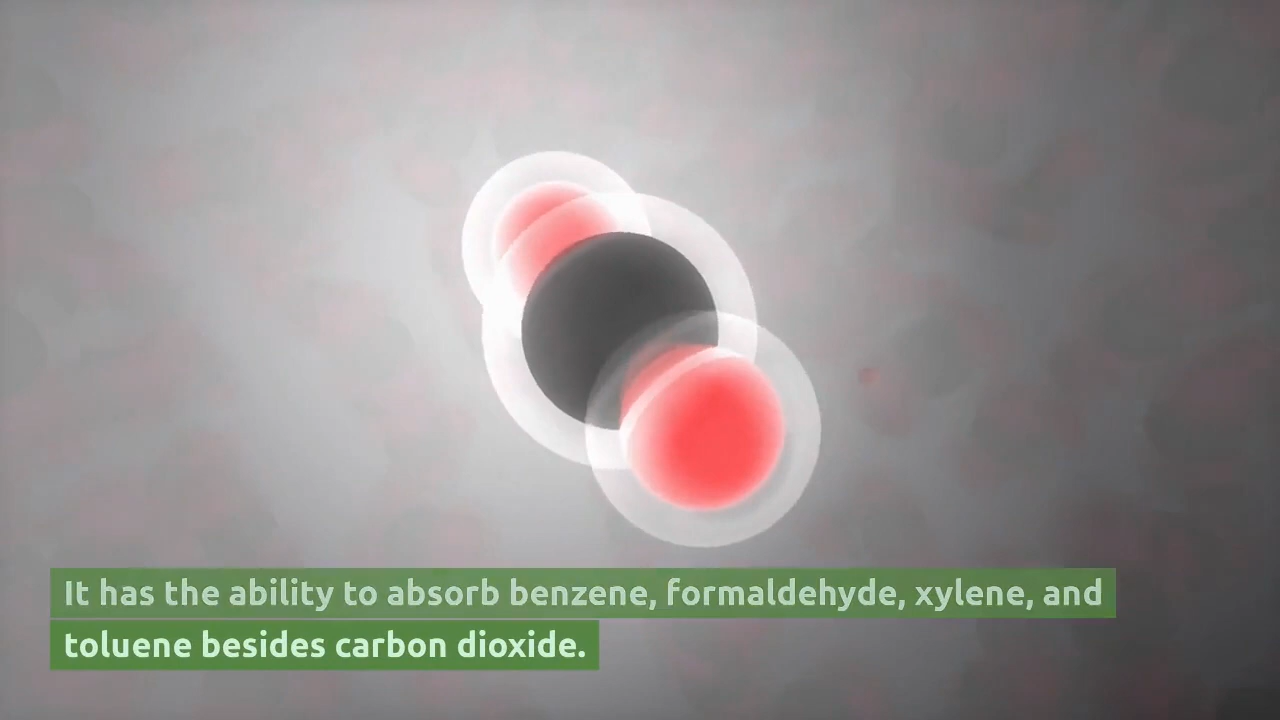 It has the ability to absorb benzene, formaldehyde, xylene, and
toluene besides carbon dioxide.